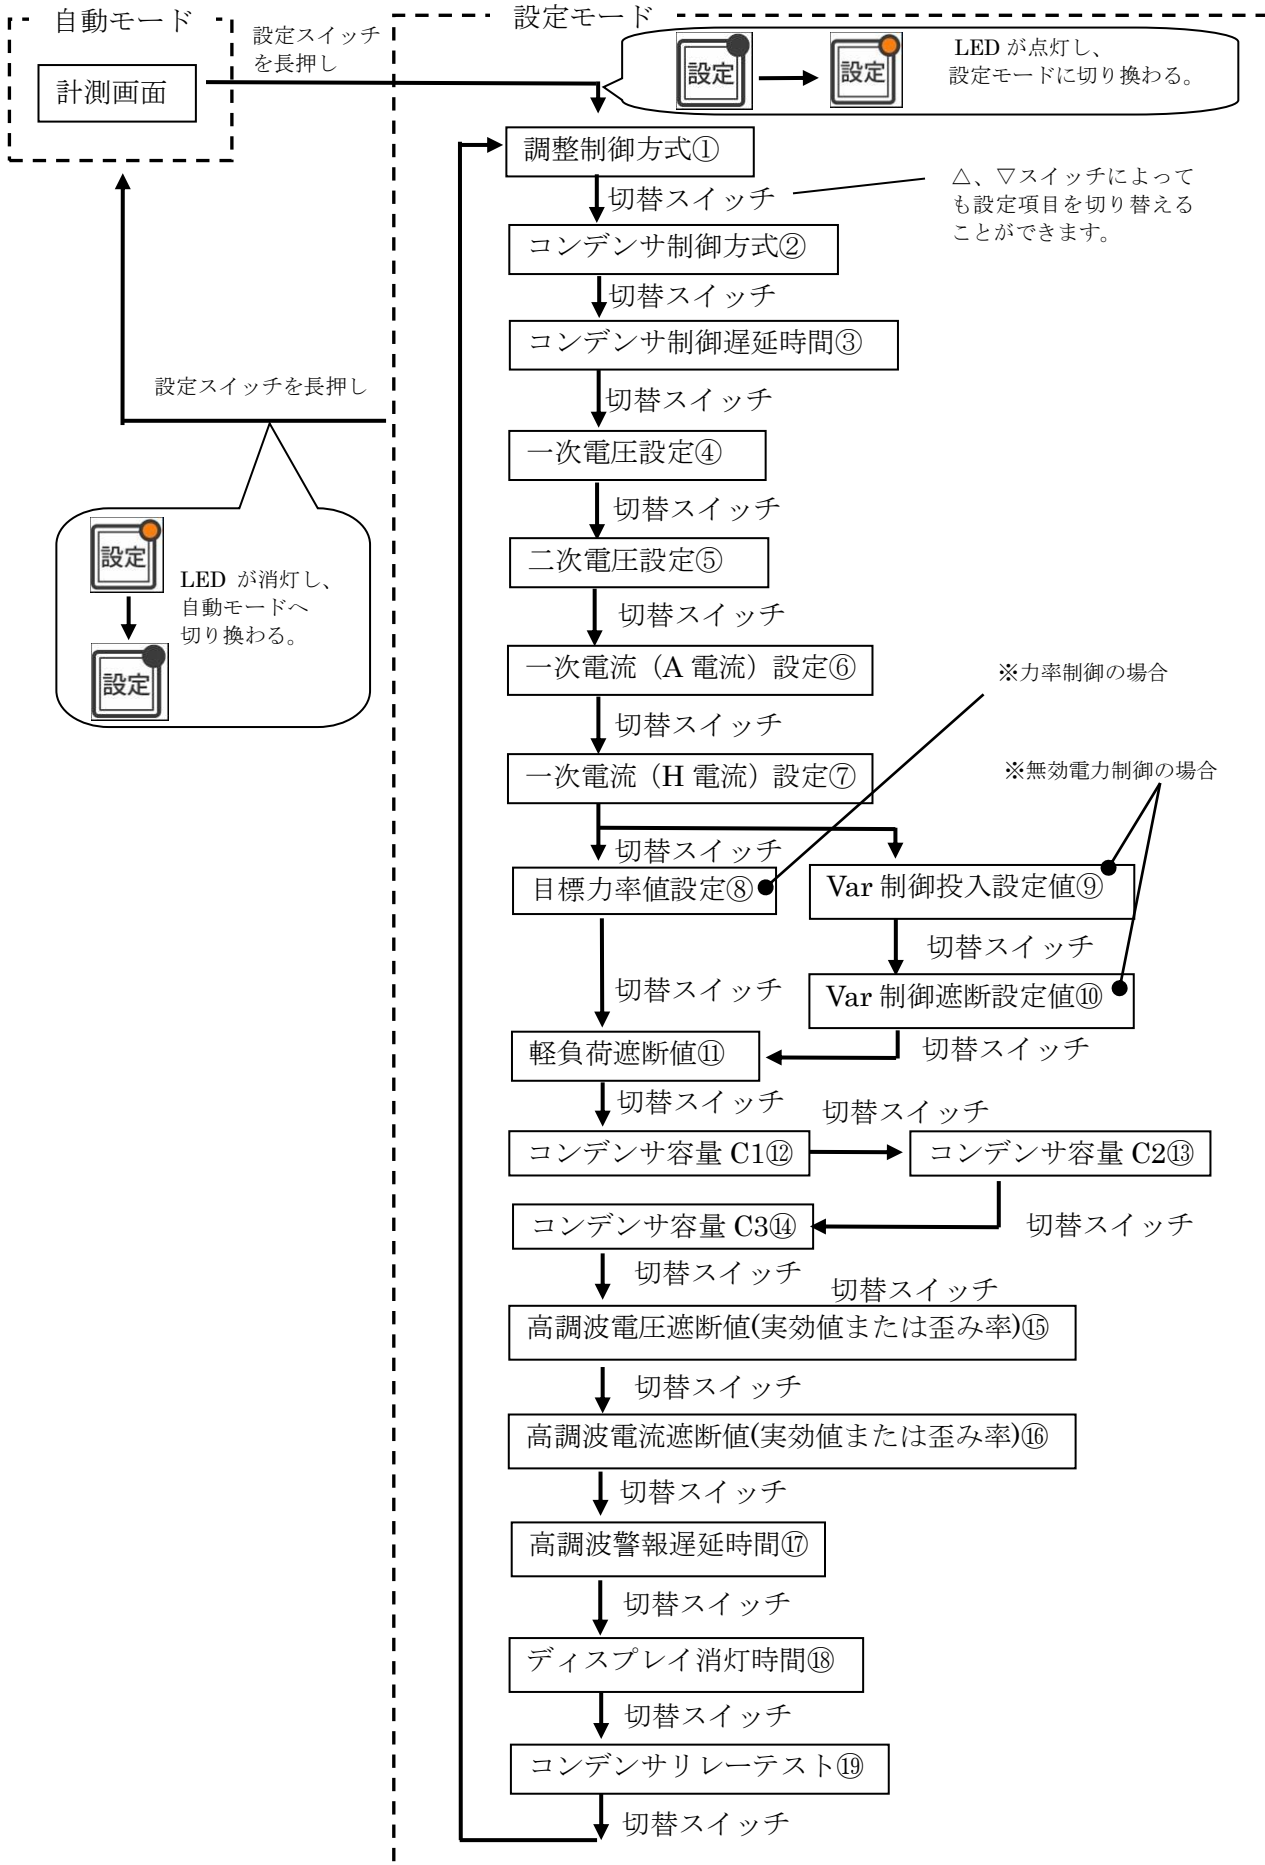 自動モード
設定モード
設定スイッチ
を長押し
計測画面
設定
設定
LED が点灯し、
設定モードに切り換わる。
調整制御方式①
切替スイッチ
△、▽スイッチによって
も設定項目を切り替える
ことができます。
コンデンサ制御方式②
切替スイッチ
コンデンサ制御遅延時間③
設定スイッチを長押し
切替スイッチ
一次電圧設定④
切替スイッチ
設定
LED が消灯し、
自動モードへ
切り換わる。
設定
二次電圧設定⑤
切替スイッチ
一次電流（A 電流）設定⑥
※力率制御の場合
切替スイッチ
一次電流（H 電流）設定⑦
※無効電力制御の場合
切替スイッチ
目標力率値設定⑧
Var 制御投入設定値⑨
切替スイッチ
切替スイッチ
Var 制御遮断設定値⑩
切替スイッチ
軽負荷遮断値⑪
切替スイッチ
切替スイッチ
コンデンサ容量 C1⑫
コンデンサ容量 C2⑬
コンデンサ容量 C3⑭
切替スイッチ
切替スイッチ
切替スイッチ
高調波電圧遮断値(実効値または歪み率)⑮
切替スイッチ
高調波電流遮断値(実効値または歪み率)⑯
切替スイッチ
高調波警報遅延時間⑰
切替スイッチ
ディスプレイ消灯時間⑱
切替スイッチ
コンデンサリレーテスト⑲
切替スイッチ